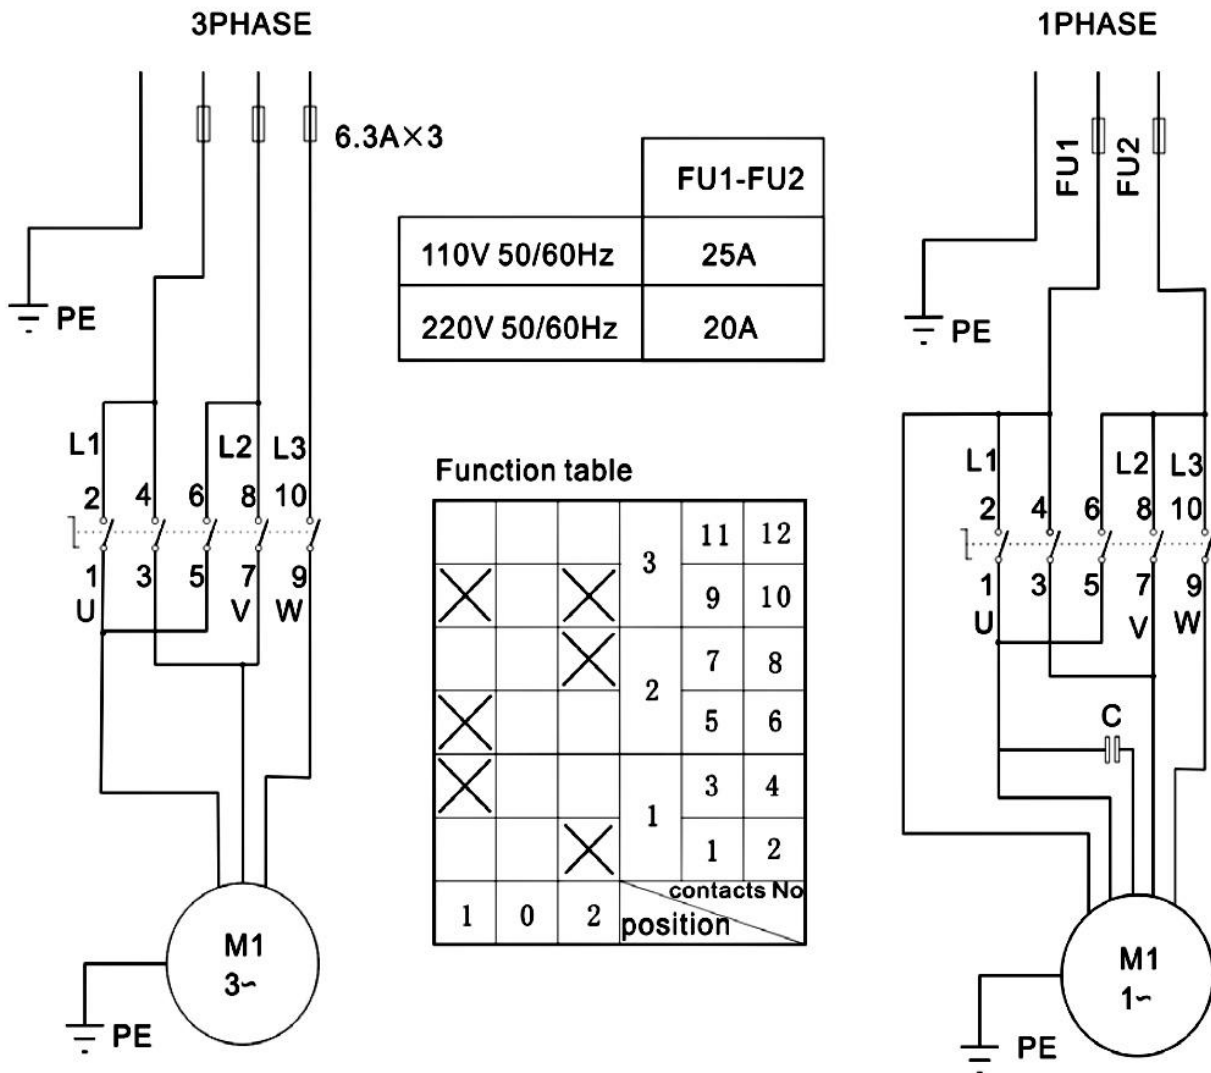 3PHASE
1PHASE
6.3A×3
FU1
FU2
FU1-FU2
110V 50/60Hz 25A
220V 50/60Hz 20A
PE
PE
L1 L2 L3
2 4 6 8 10
1 3 5 7 9
U V W
Function table
3 11 12
9 10
2 7 8
5 6
1 3 4
1 2
contacts No
1 0 2 position
L1 L2 L3
2 4 6 8 10
1 3 5 7 9
U V W
C
M1
3~
PE
M1
1~
PE